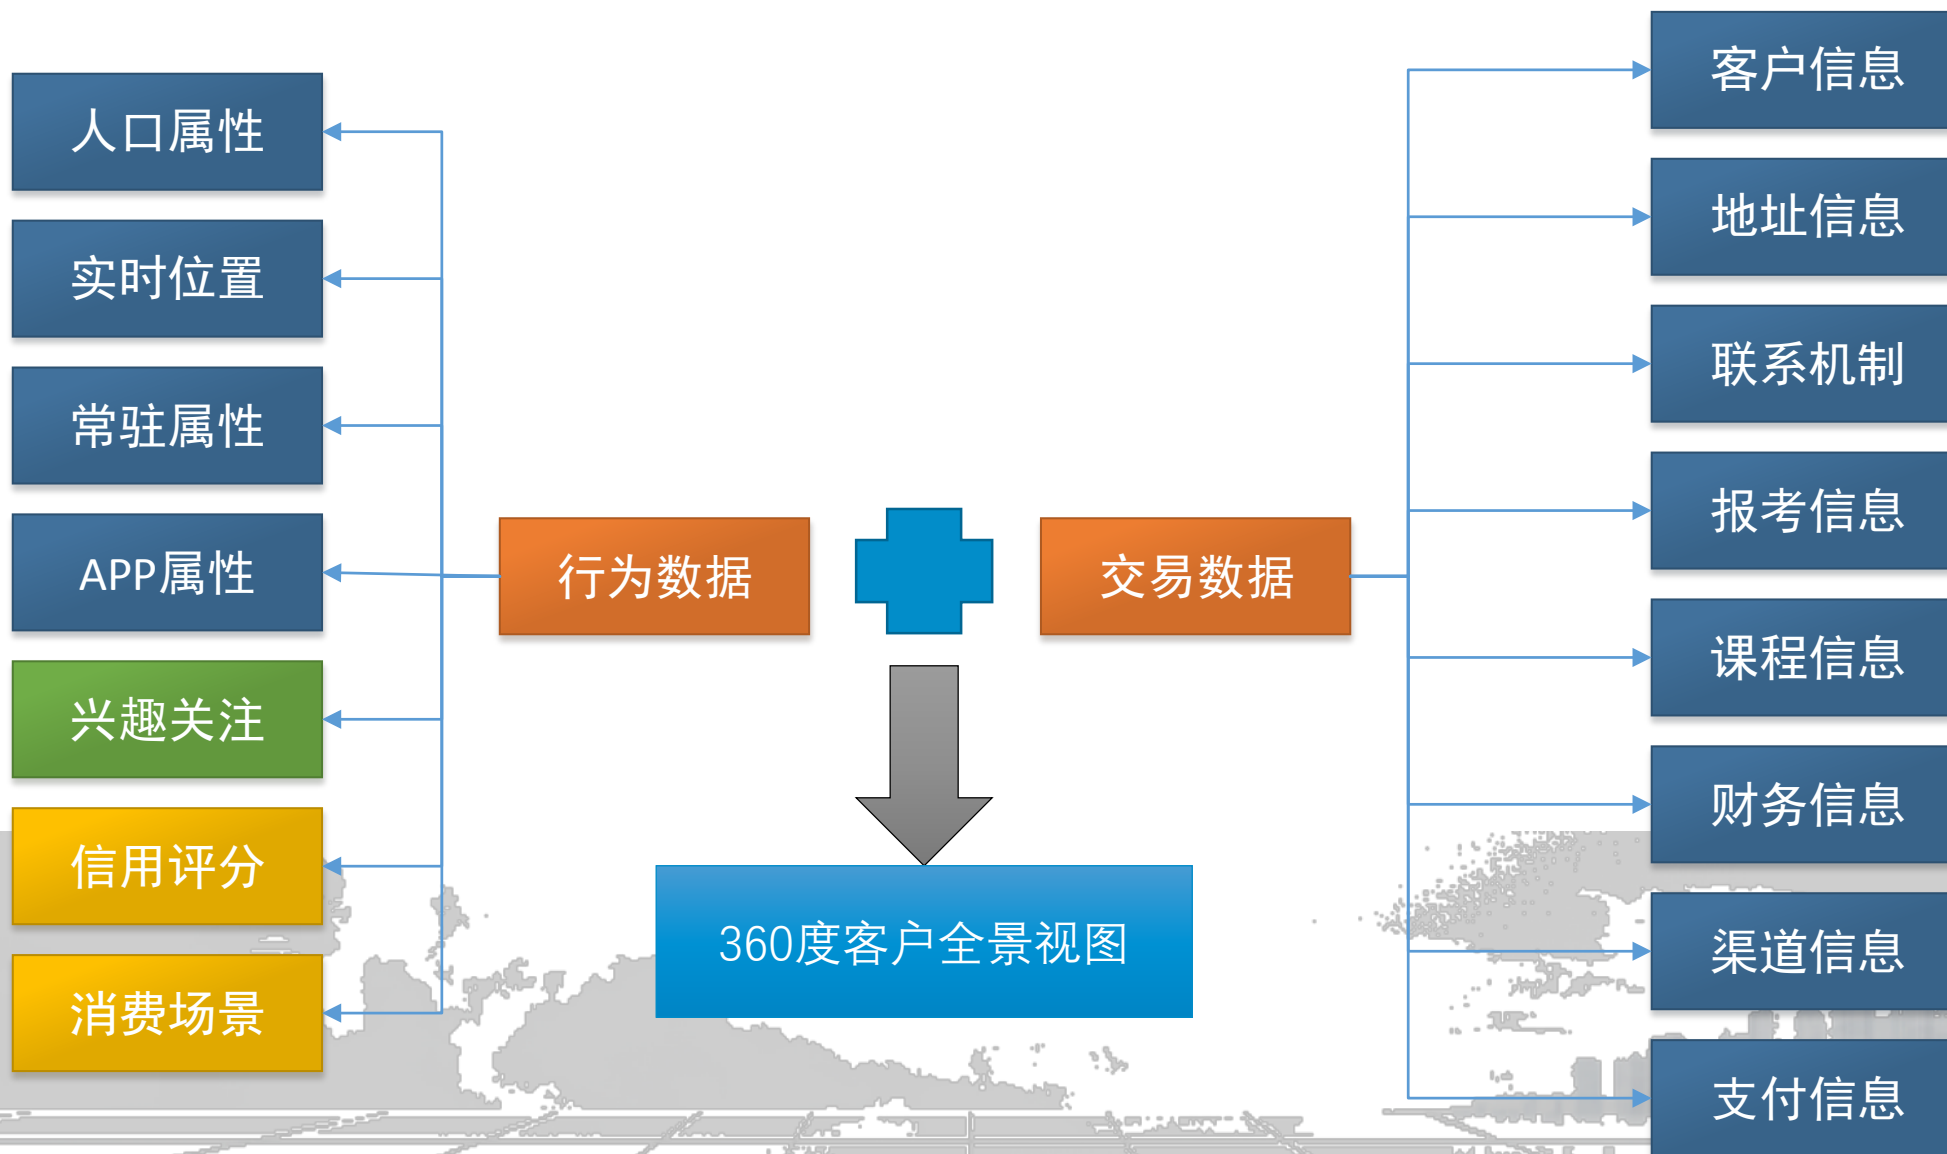 人口属性
实时位置
常驻属性
APP属性
兴趣关注
信用评分
消费场景
行为数据
交易数据
360度客户全景视图
客户信息
地址信息
联系机制
报考信息
课程信息
财务信息
渠道信息
支付信息